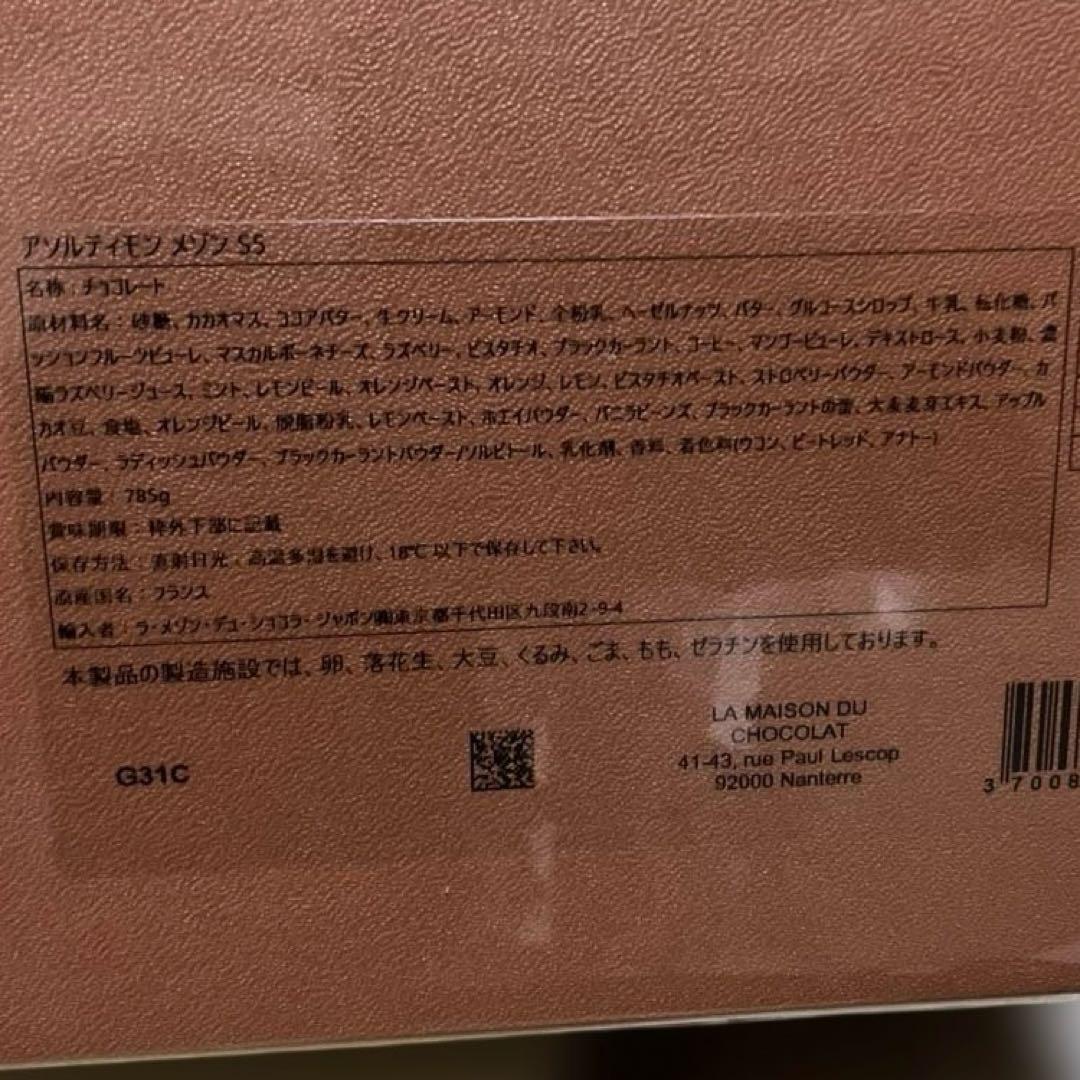 アソルティモン メゾン S5
名称：チョコレート
原材料名：砂糖、カカオマス、ココアバター、生クリーム、アーモンド、全粉乳、ヘーゼルナッツ、バター、グルコースシロップ、牛乳、転化糖、パ
ッションフルーツピューレ、マスカルポーネチーズ、ラズベリー、ピスタチオ、ブラックカーラント、コーヒー、マンゴーピューレ、デキストロース、小麦粉、濃
縮ラズベリージュース、ミント、レモンピール、オレンジペースト、オレンジ、レモン、ピスタチオペースト、ストロベリーパウダー、アーモンドパウダー、カ
カオ豆、食塩、オレンジピール、脱脂粉乳、レモンペースト、ホエイパウダー、バニラビーンズ、ブラックカーラントの蕾、大麦麦芽エキス、アップル
パウダー、ラディッシュパウダー、ブラックカーラントパウダー/ソルビトール、乳化剤、香料、着色料(ウコン、ビートレッド、アナトー)
内容量：785g
賞味期限：枠外下部に記載
保存方法：直射日光・高温多湿を避け、18℃以下で保存して下さい。
原産国名：フランス
輸入者：ラ・メゾン・デュ・ショコラ・ジャポン㈱東京都千代田区九段南2-9-4
本製品の製造施設では、卵、落花生、大豆、くるみ、ごま、もも、ゼラチンを使用しております。
G31C
LA MAISON DU
CHOCOLAT
41-43, rue Paul Lescop
92000 Nanterre
3 7008